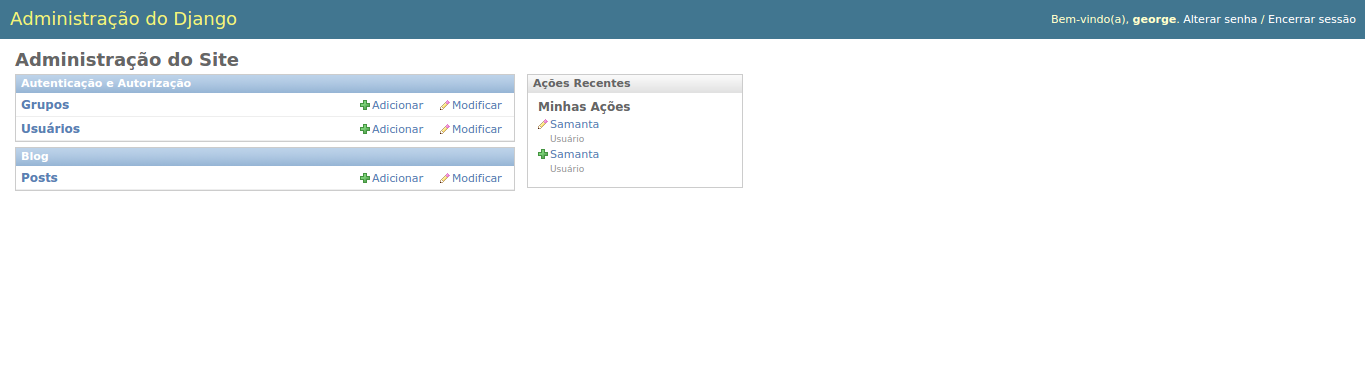 Administração do Django
Bem-vindo(a), george. Alterar senha / Encerrar sessão
Administração do Site
Autenticação e Autorização
Grupos Adicionar Modificar
Usuários Adicionar Modificar
Blog
Posts Adicionar Modificar
Ações Recentes
Minhas Ações
Samanta
Usuário
Samanta
Usuário